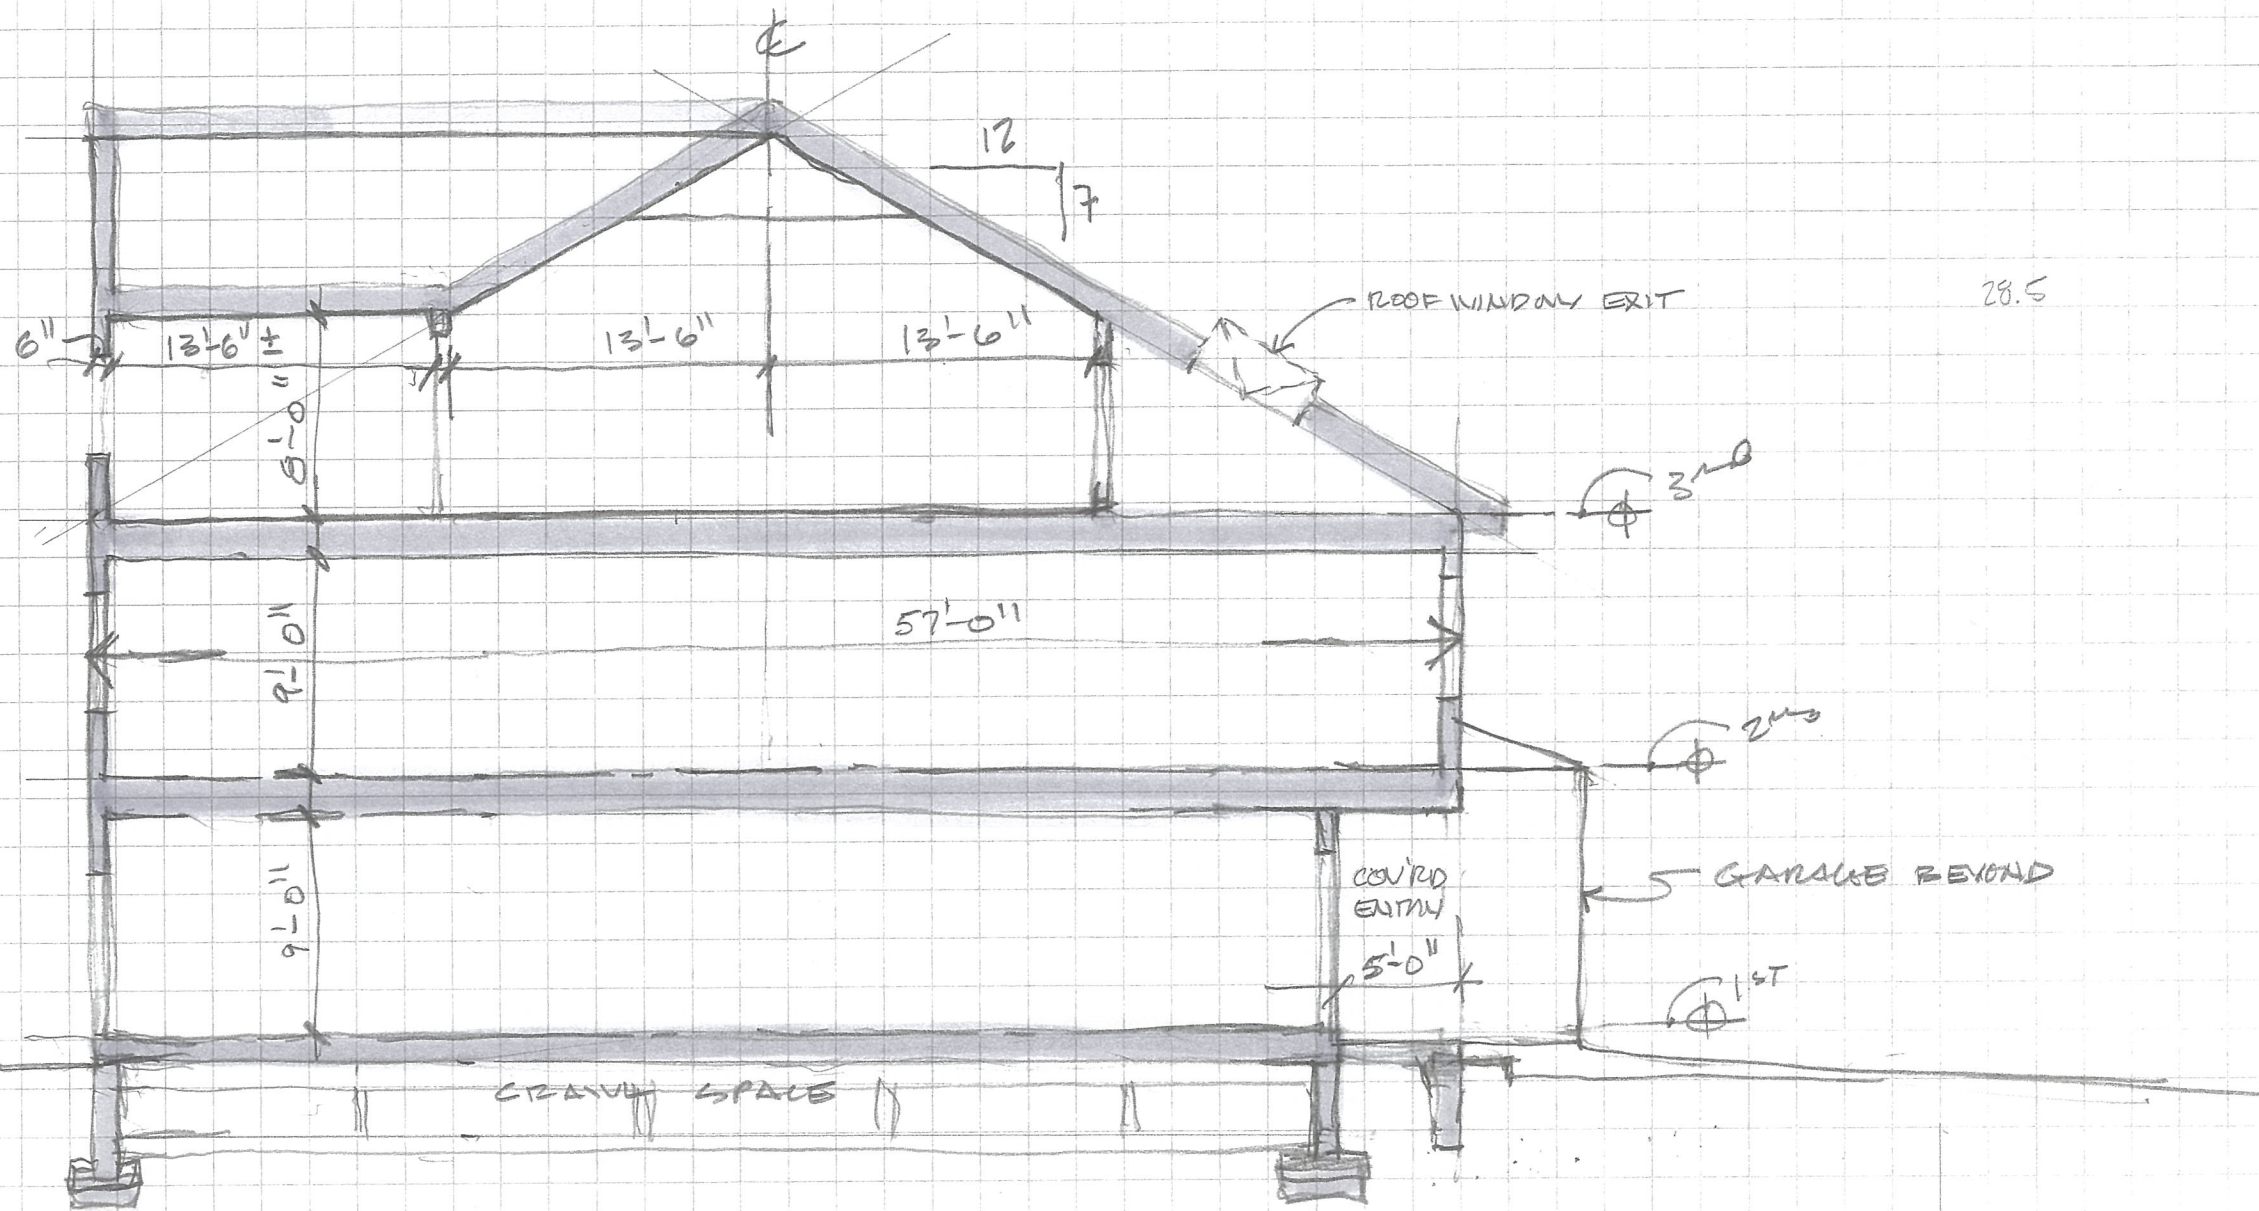 ℄
12
7
ROOF WINDOW EXIT
28.5
6"
13'-6" ±
13'-6"
13'-6"
8'-0"
3RD
57'-0"
9'-0"
2ND
COV'RD
ENTRY
GARAGE BEYOND
9'-0"
5'-0"
1ST
CRAWL SPACE